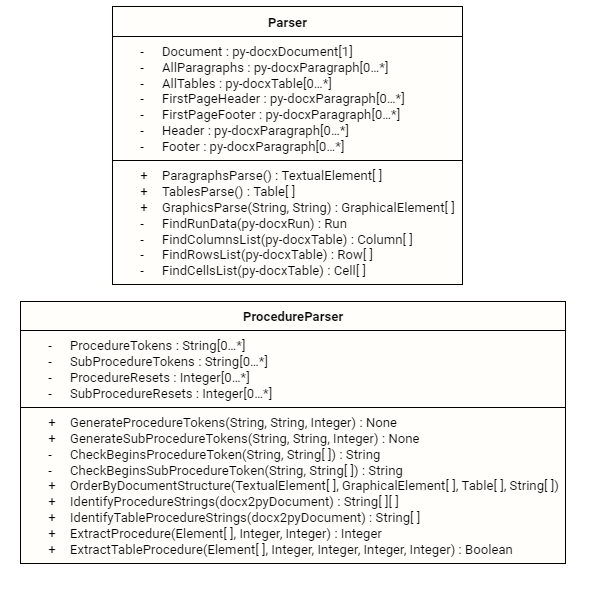 Parser
- Document : py-docxDocument[1]
- AllParagraphs : py-docxParagraph[0...*]
- AllTables : py-docxTable[0...*]
- FirstPageHeader : py-docxParagraph[0...*]
- FirstPageFooter : py-docxParagraph[0...*]
- Header : py-docxParagraph[0...*]
- Footer : py-docxParagraph[0...*]
+ ParagraphsParse() : TextualElement[ ]
+ TablesParse() : Table[ ]
+ GraphicsParse(String, String) : GraphicalElement[ ]
- FindRunData(py-docxRun) : Run
- FindColumnsList(py-docxTable) : Column[ ]
- FindRowsList(py-docxTable) : Row[ ]
- FindCellsList(py-docxTable) : Cell[ ]
ProcedureParser
- ProcedureTokens : String[0...*]
- SubProcedureTokens : String[0...*]
- ProcedureResets : Integer[0...*]
- SubProcedureResets : Integer[0...*]
+ GenerateProcedureTokens(String, String, Integer) : None
+ GenerateSubProcedureTokens(String, String, Integer) : None
- CheckBeginsProcedureToken(String, String[ ]) : String
- CheckBeginsSubProcedureToken(String, String[ ]) : String
+ OrderByDocumentStructure(TextualElement[ ], GraphicalElement[ ], Table[ ], String[ ])
+ IdentifyProcedureStrings(docx2pyDocument) : String[ ][ ]
+ IdentifyTableProcedureStrings(docx2pyDocument) : String[ ]
+ ExtractProcedure(Element[ ], Integer, Integer) : Integer
+ ExtractTableProcedure(Element[ ], Integer, Integer, Integer, Integer) : Boolean